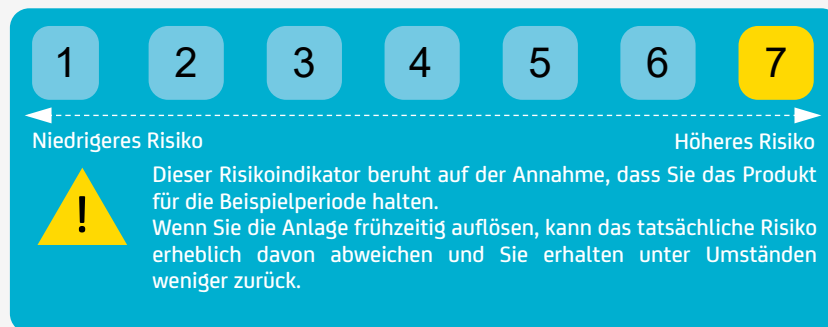 1 2 3 4 5 6 7
Niedrigeres Risiko Höheres Risiko
!
Dieser Risikoindikator beruht auf der Annahme, dass Sie das Produkt
für die Beispielperiode halten.
Wenn Sie die Anlage frühzeitig auflösen, kann das tatsächliche Risiko
erheblich davon abweichen und Sie erhalten unter Umständen
weniger zurück.